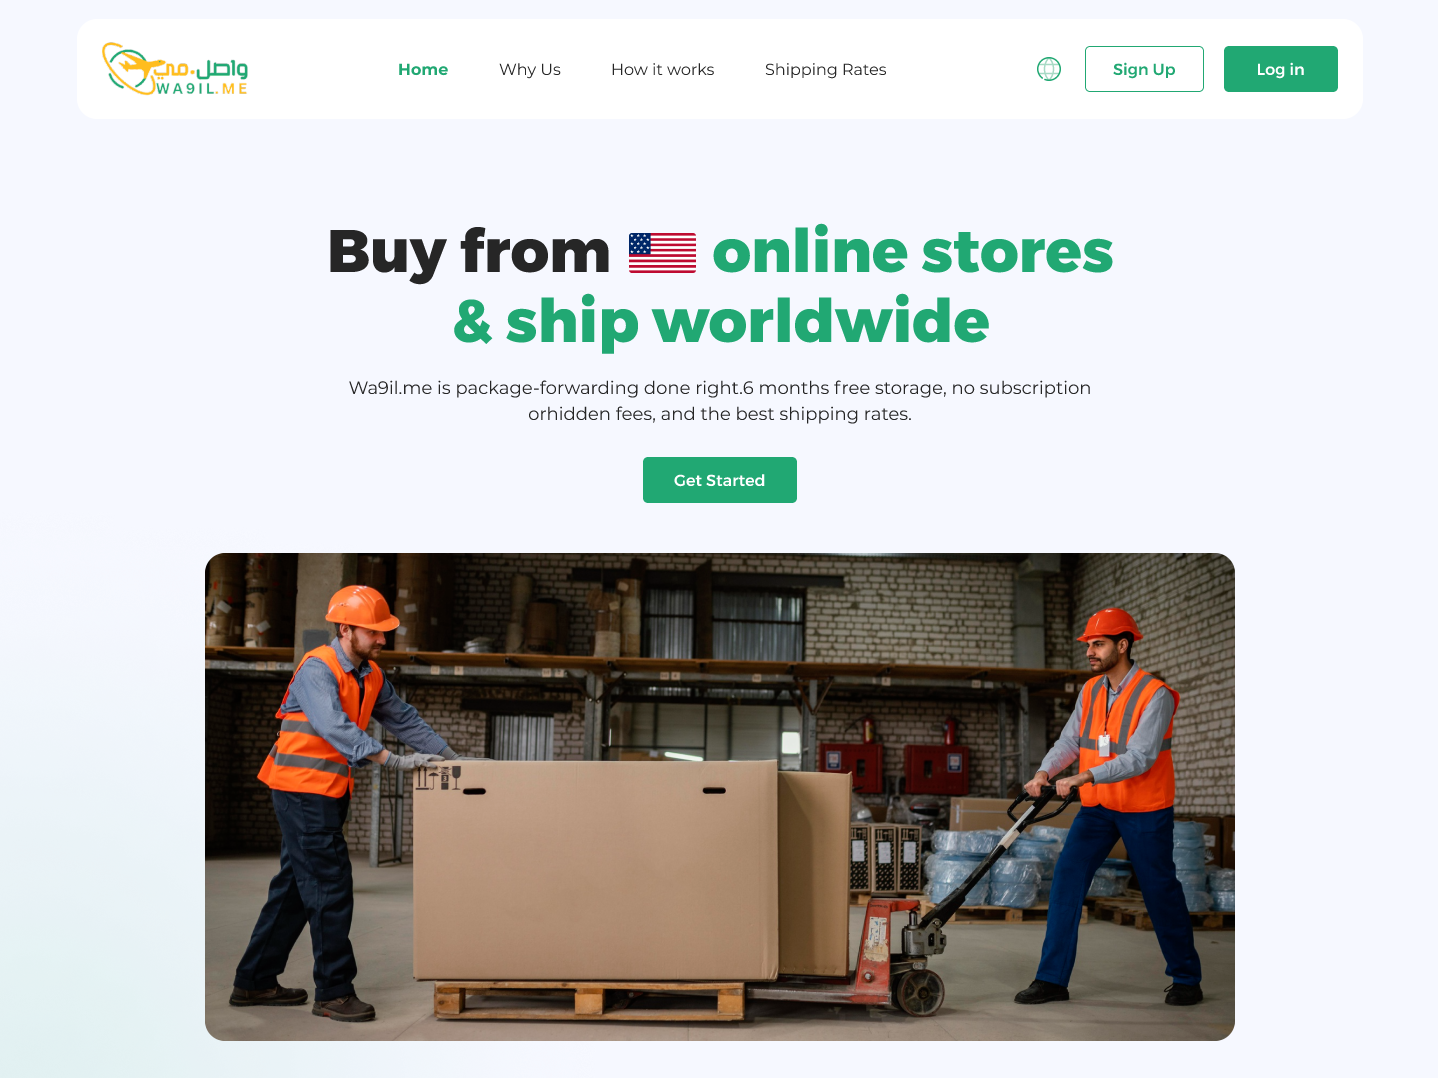 واصل.مي
WA9IL.ME
Home
Why Us
How it works
Shipping Rates
Sign Up
Log in
Buy from online stores
& ship worldwide
Wa9il.me is package-forwarding done right.6 months free storage, no subscription
orhidden fees, and the best shipping rates.
Get Started